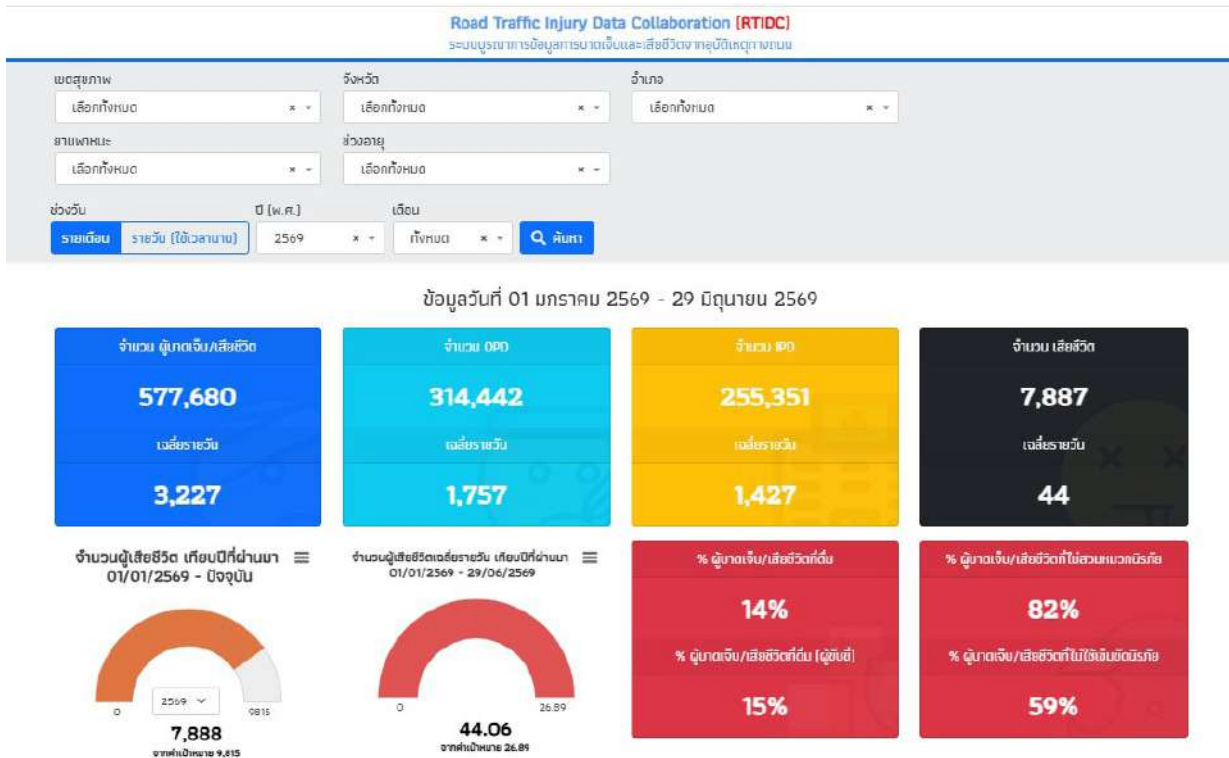 Road Traffic Injury Data Collaboration (RTIDC)
ระบบบูรณาการข้อมูลการบาดเจ็บและเสียชีวิตจากอุบัติเหตุทางถนน
เขตสุขภาพ จังหวัด อำเภอ
เลือกทั้งหมด × เลือกทั้งหมด × เลือกทั้งหมด ×
ยานพาหนะ ช่วงอายุ
เลือกทั้งหมด × เลือกทั้งหมด ×
ช่วงวัน ปี (พ.ศ.) เดือน
รายเดือน รายวัน (ใช้เวลานาน) 2569 × ทั้งหมด × ค้นหา
ข้อมูลวันที่ 01 มกราคม 2569 - 29 มิถุนายน 2569
จำนวน ผู้บาดเจ็บ/เสียชีวิต จำนวน OPD จำนวน IPD จำนวน เสียชีวิต
577,680 314,442 255,351 7,887
เฉลี่ยรายวัน เฉลี่ยรายวัน เฉลี่ยรายวัน เฉลี่ยรายวัน
3,227 1,757 1,427 44
จำนวนผู้เสียชีวิต เทียบปีที่ผ่านมา
01/01/2569 - ปัจจุบัน
2569
0 9815
7,888
จากค่าเป้าหมาย 9,815
จำนวนผู้เสียชีวิตเฉลี่ยรายวัน เทียบปีที่ผ่านมา
01/01/2569 - 29/06/2569
0 26.89
44.06
จากค่าเป้าหมาย 26.89
% ผู้บาดเจ็บ/เสียชีวิตที่ดื่ม
14%
% ผู้บาดเจ็บ/เสียชีวิตที่ดื่ม (ผู้ขับขี่)
15%
% ผู้บาดเจ็บ/เสียชีวิตที่ไม่สวมหมวกนิรภัย
82%
% ผู้บาดเจ็บ/เสียชีวิตที่ไม่ใช้เข็มขัดนิรภัย
59%